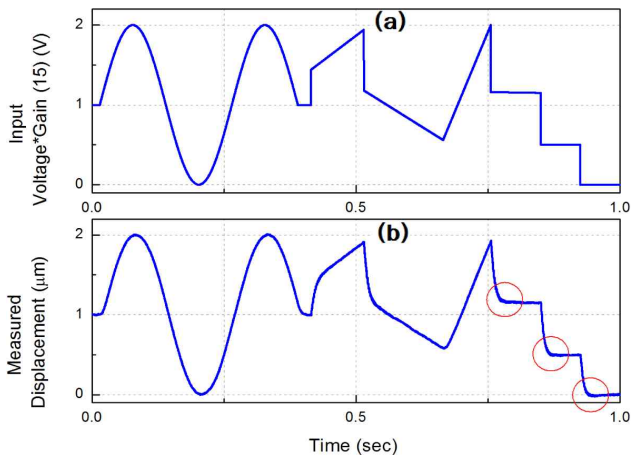 (a)
Input
Voltage*Gain (15) (V)
2
1
0
0.0
0.5
1.0
(b)
Measured
Displacement (μm)
2
1
0
0.0
0.5
1.0
Time (sec)